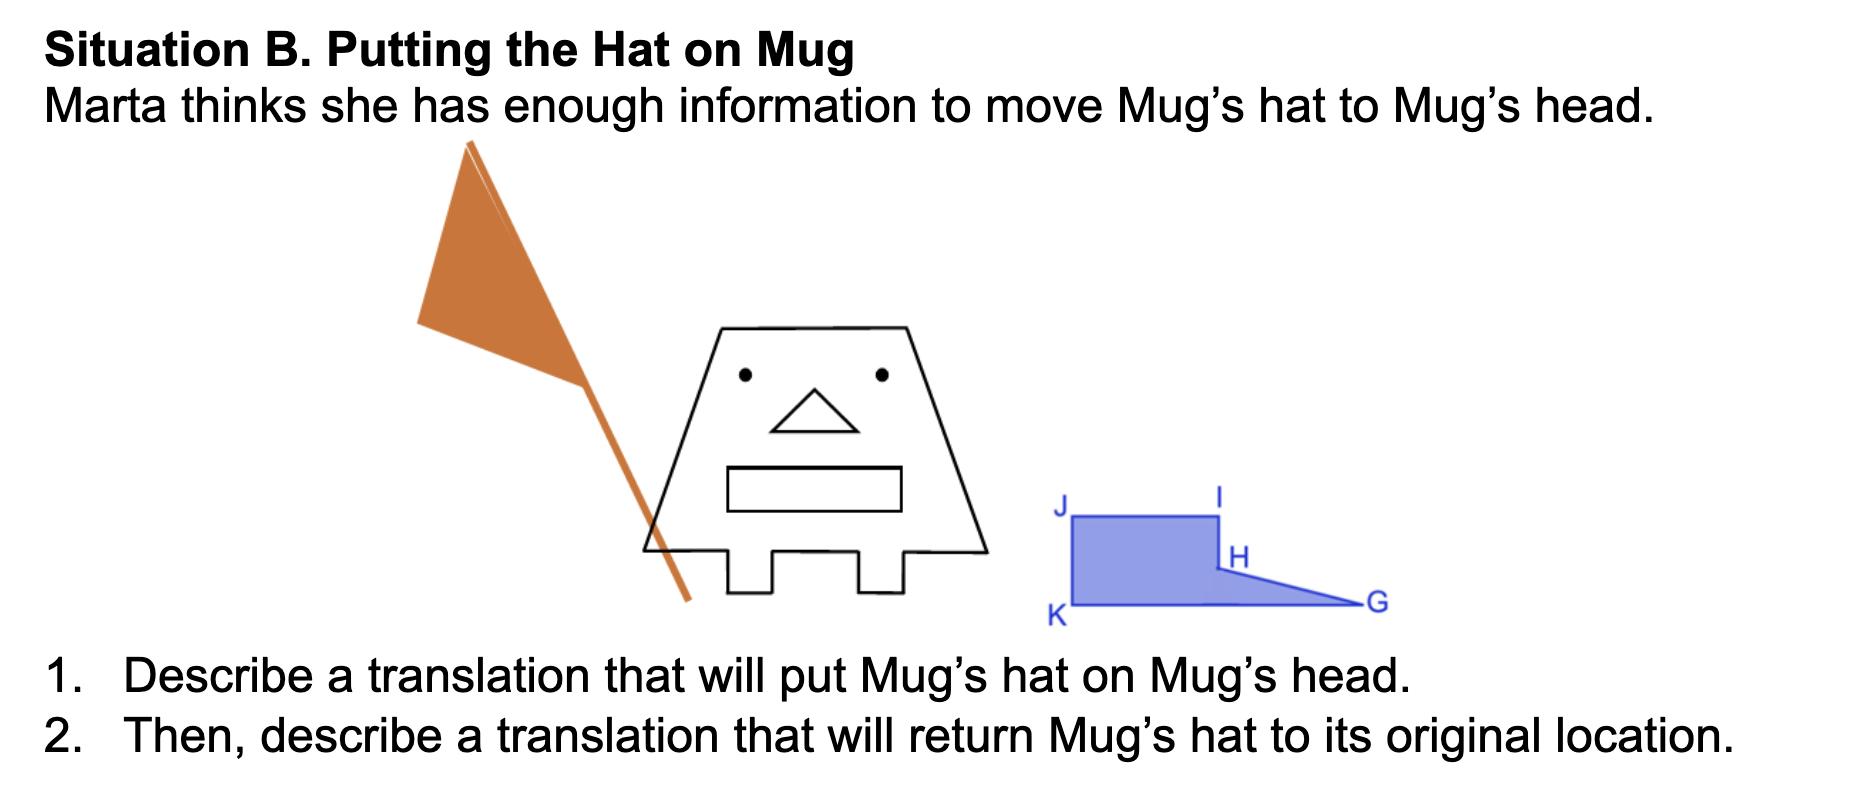 Situation B. Putting the Hat on Mug
Marta thinks she has enough information to move Mug’s hat to Mug’s head.
J
I
H
K
G
1. Describe a translation that will put Mug’s hat on Mug’s head.
2. Then, describe a translation that will return Mug’s hat to its original location.